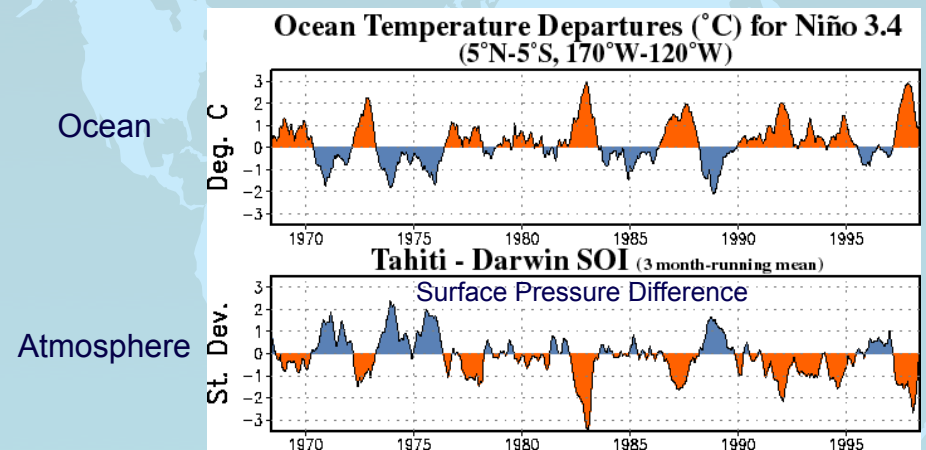 Ocean Temperature Departures (˚C) for Niño 3.4
(5˚N-5˚S, 170˚W-120˚W)
Ocean
Deg. C
3
2
1
0
−1
−2
−3
1970 1975 1980 1985 1990 1995
Tahiti - Darwin SOI (3 month-running mean)
Surface Pressure Difference
Atmosphere
St. Dev.
3
2
1
0
−1
−2
−3
1970 1975 1980 1985 1990 1995